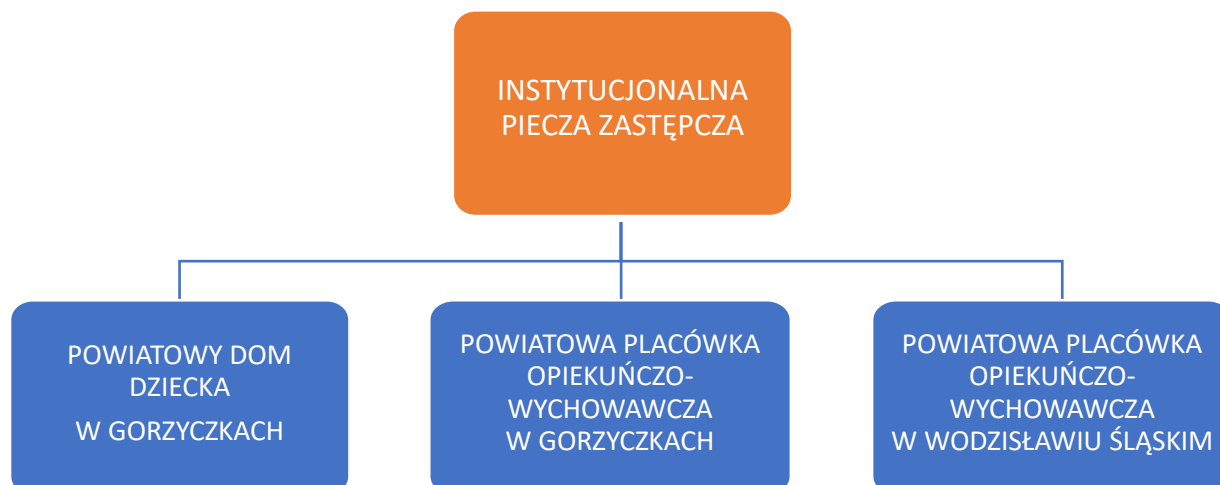 INSTYTUCJONALNA
PIECZA ZASTĘPCZA
POWIATOWY DOM
DZIECKA
W GORZYCZKACH
POWIATOWA PLACÓWKA
OPIEKUŃCZO-
WYCHOWAWCZA
W GORZYCZKACH
POWIATOWA PLACÓWKA
OPIEKUŃCZO-
WYCHOWAWCZA
W WODZISŁAWIU ŚLĄSKIM